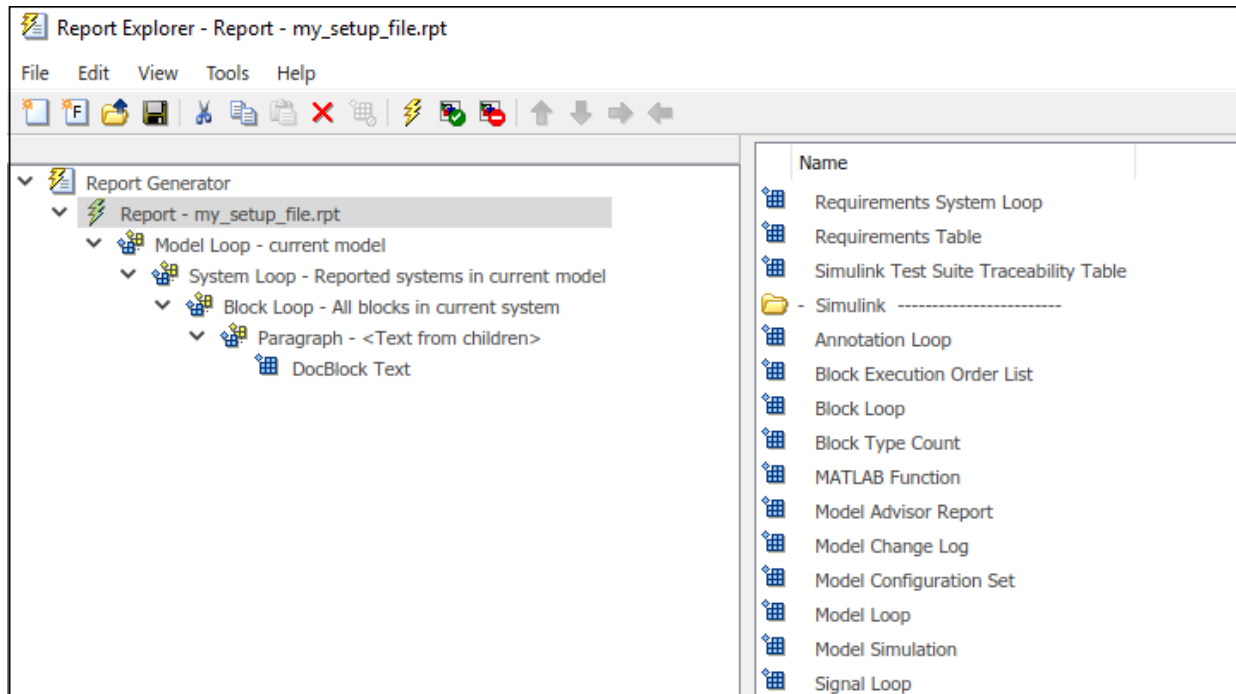 Report Explorer - Report - my_setup_file.rpt
File Edit View Tools Help
Report Generator
Report - my_setup_file.rpt
Model Loop - current model
System Loop - Reported systems in current model
Block Loop - All blocks in current system
Paragraph - <Text from children>
DocBlock Text
Name
Requirements System Loop
Requirements Table
Simulink Test Suite Traceability Table
- Simulink ------------------------
Annotation Loop
Block Execution Order List
Block Loop
Block Type Count
MATLAB Function
Model Advisor Report
Model Change Log
Model Configuration Set
Model Loop
Model Simulation
Signal Loop